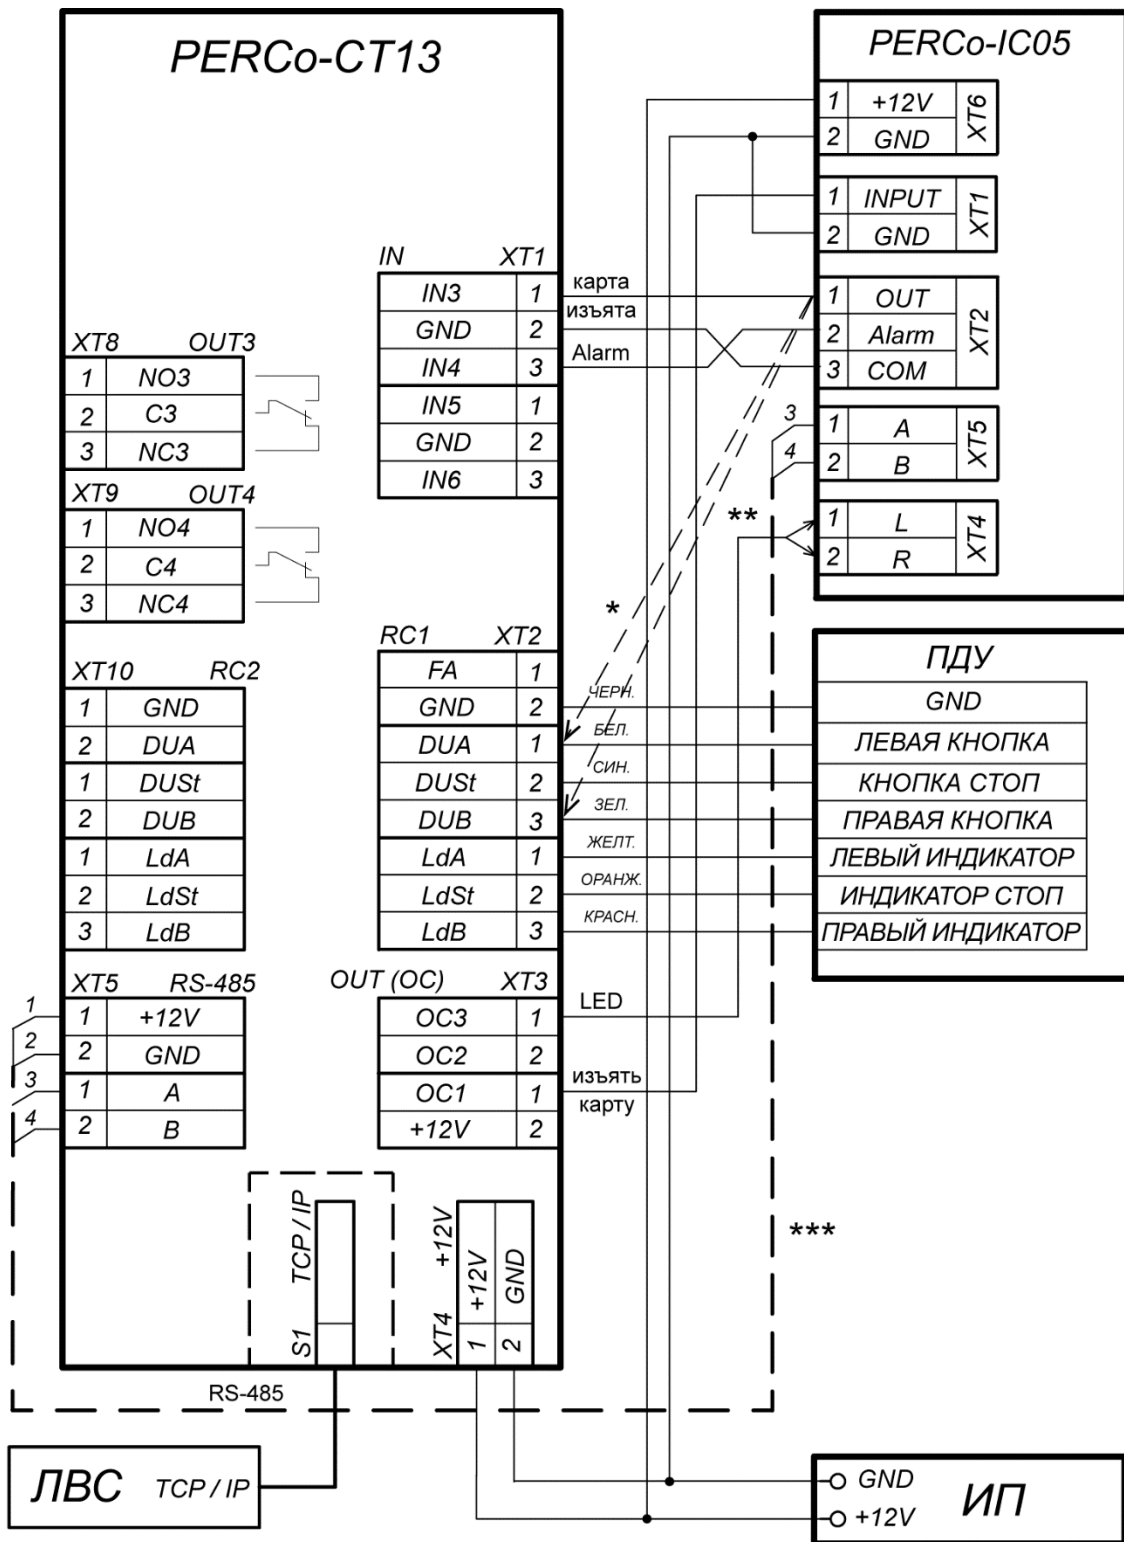 PERCo-CT13
PERCo-IC05
1 +12V XT6
2 GND
1 INPUT XT1
2 GND
1 OUT XT2
2 Alarm
3 COM
1 A XT5
2 B
1 L XT4
2 R
3
4
IN XT1
IN3 1
GND 2
IN4 3
IN5 1
GND 2
IN6 3
карта
изъята
Alarm
XT8 OUT3
1 NO3
2 C3
3 NC3
XT9 OUT4
1 NO4
2 C4
3 NC4
**
*
XT10 RC2
1 GND
2 DUA
1 DUSt
2 DUB
1 LdA
2 LdSt
3 LdB
RC1 XT2
FA 1
GND 2
DUA 1
DUSt 2
DUB 3
LdA 1
LdSt 2
LdB 3
ЧЕРН.
БЕЛ.
СИН.
ЗЕЛ.
ЖЕЛТ.
ОРАНЖ.
КРАСН.
ПДУ
GND
ЛЕВАЯ КНОПКА
КНОПКА СТОП
ПРАВАЯ КНОПКА
ЛЕВЫЙ ИНДИКАТОР
ИНДИКАТОР СТОП
ПРАВЫЙ ИНДИКАТОР
XT5 RS-485
1 1 +12V
2 2 GND
3 1 A
4 2 B
OUT (OC) XT3
OC3 1
OC2 2
OC1 1
+12V 2
LED
изъять
карту
***
S1 TCP / IP
XT4 +12V
1 +12V
2 GND
RS-485
ЛВС TCP / IP
GND
+12V
ИП